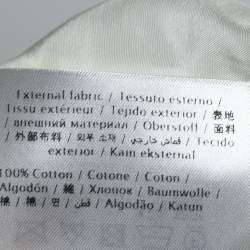 External fabric / Tessuto esterno /
Tissu extérieur / Tejido exterior / 表地
/ внешний материал / Oberstoff / 面料
/ 外部布料 / 외부 소재 / قماش خارجي / Tecido
exterior / Kain eksternal
100% Cotton / Cotone / Coton /
Algodón / 綿 / Хлопок / Baumwolle /
棉 / 棉 / 면 / قطن / Algodão / Katun